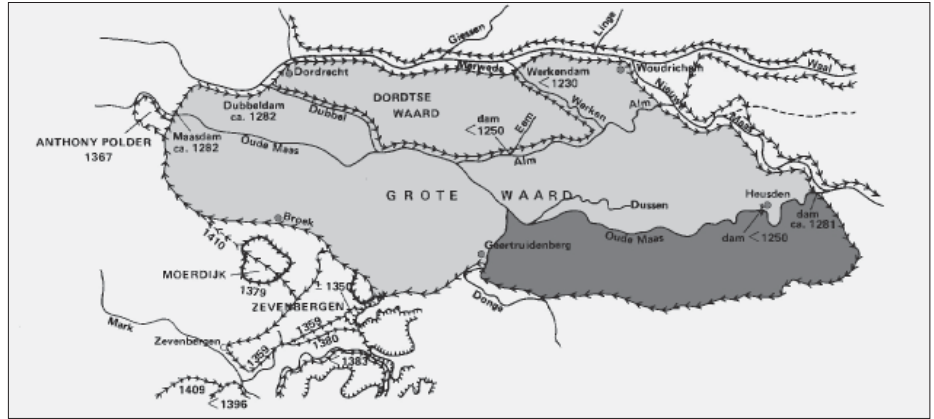 Giessen
Linge
Waal
Dordrecht
Merwede
Werkendam
<1230
Woudrichem
Nieuwe
Maas
Dubbeldam
ca. 1282
Dubbel
DORDTSE
WAARD
Werken
Alm
dam
<1250
Eem
Alm
ANTHONY POLDER
1367
Maasdam
ca. 1282
Oude Maas
GROTE WAARD
Dussen
Heusden
dam
ca. 1281
Oude Maas
dam <1250
Broek
1410
Geertruidenberg
MOERDIJK
1379
± 1350
ZEVENBERGEN
Donge
Mark
Zevenbergen
1359
1359
1380
<1383
1409
<1396